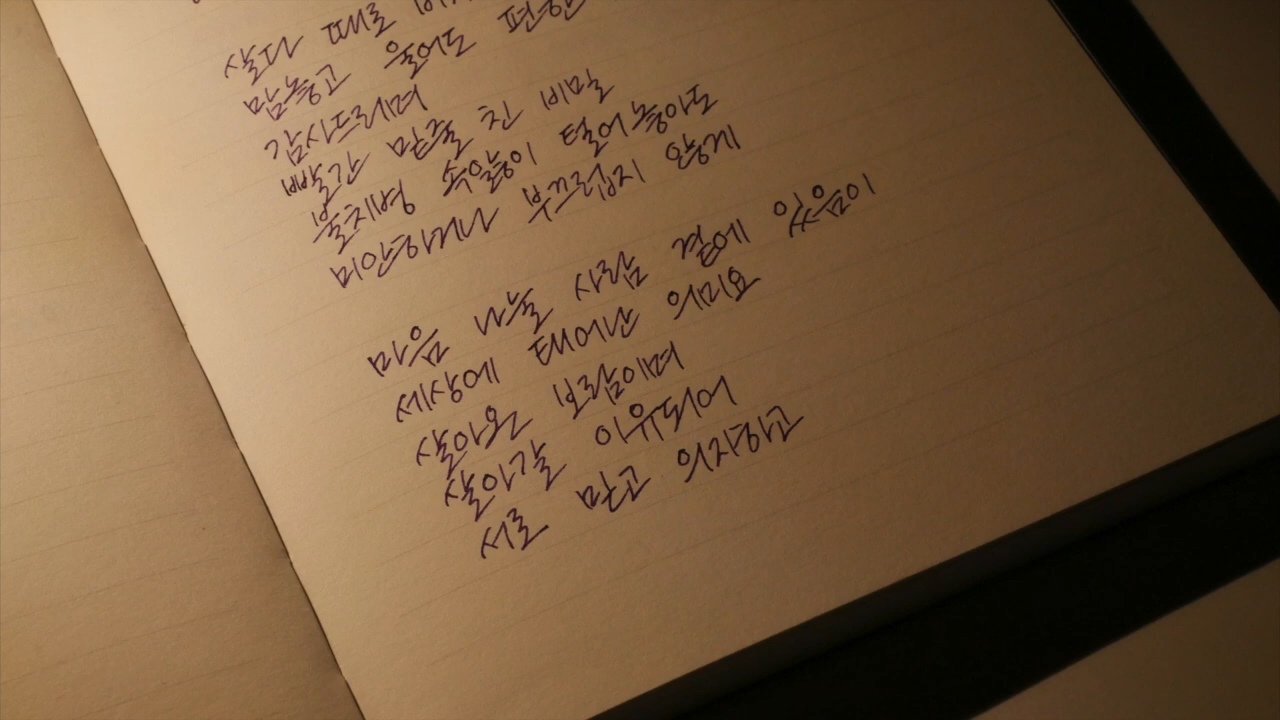 살다 때로
맘놓고 울어도 편한
감사드리며
빨간 밑줄 친 비밀
불치병 속앓이 털어놓아도
미안하거나 부끄럽지 않게
마음 나눌 사람 곁에 있음이
세상에 태어난 의미요
살아온 보람이며
살아갈 이유되어
서로 믿고 의지하고